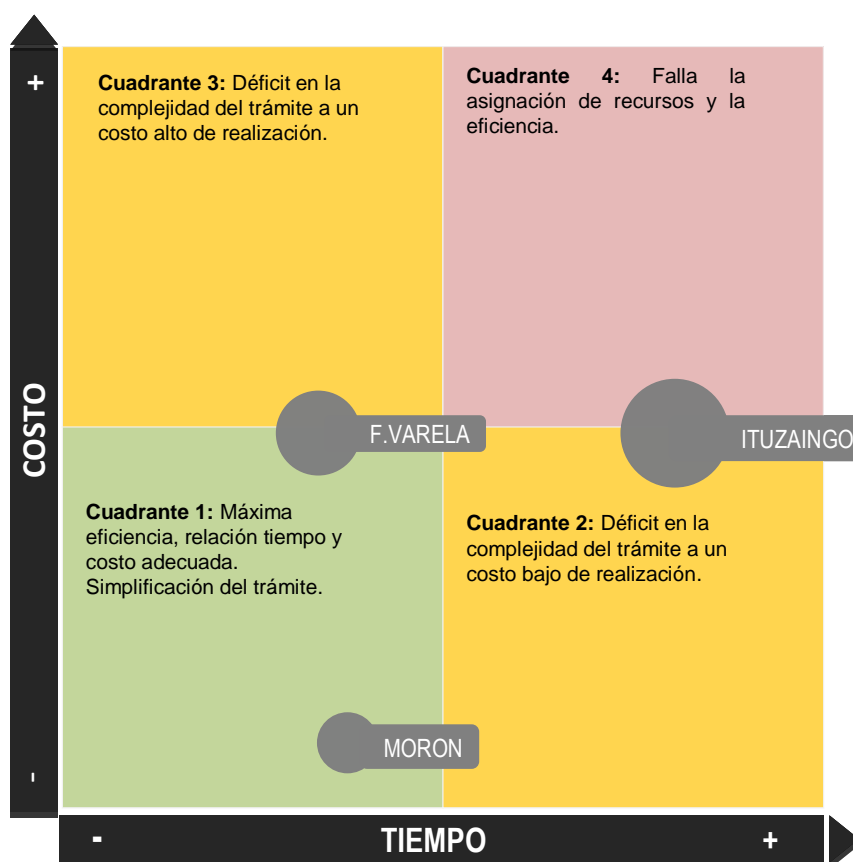 +
Cuadrante 3: Déficit en la
complejidad del trámite a un
costo alto de realización.
Cuadrante 4: Falla la
asignación de recursos y la
eficiencia.
COSTO
F.VARELA
ITUZAINGO
Cuadrante 1: Máxima
eficiencia, relación tiempo y
costo adecuada.
Simplificación del trámite.
Cuadrante 2: Déficit en la
complejidad del trámite a un
costo bajo de realización.
MORON
-
-
TIEMPO
+